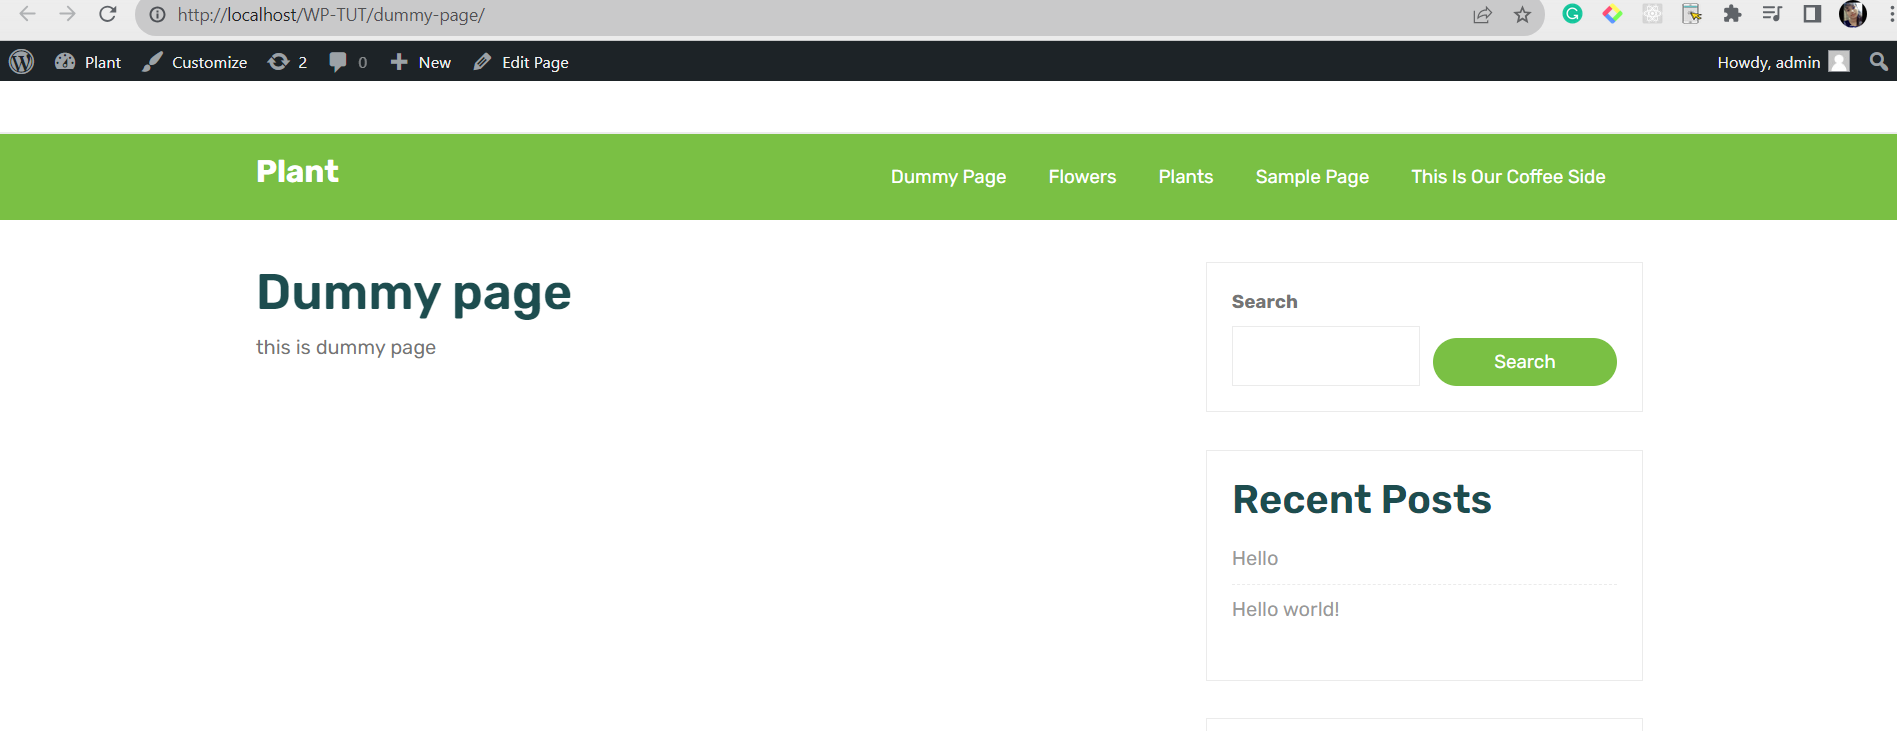 http://localhost/WP-TUT/dummy-page/
Plant Customize 2 0 New Edit Page Howdy, admin
Plant Dummy Page Flowers Plants Sample Page This Is Our Coffee Side
Dummy page
this is dummy page
Search
Search
Recent Posts
Hello
Hello world!